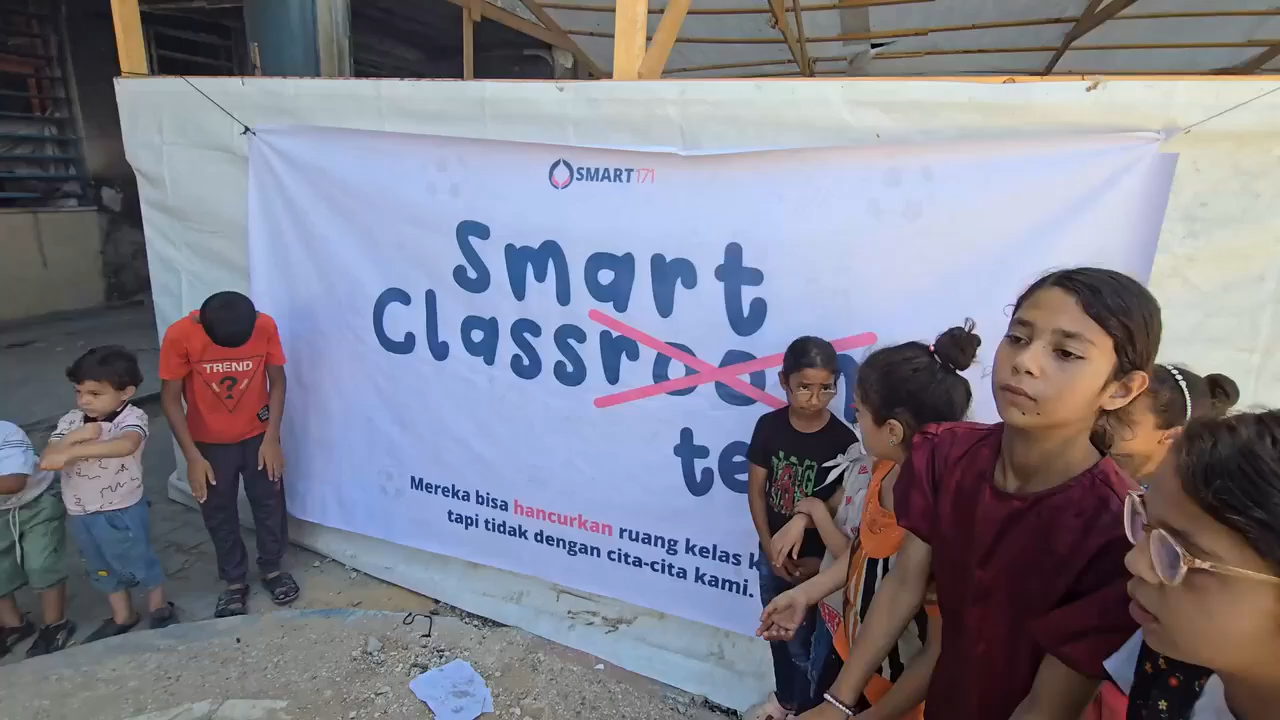 SMART171
Smart
Classroom
te
Mereka bisa hancurkan ruang kelas k
tapi tidak dengan cita-cita kami.
TREND
?